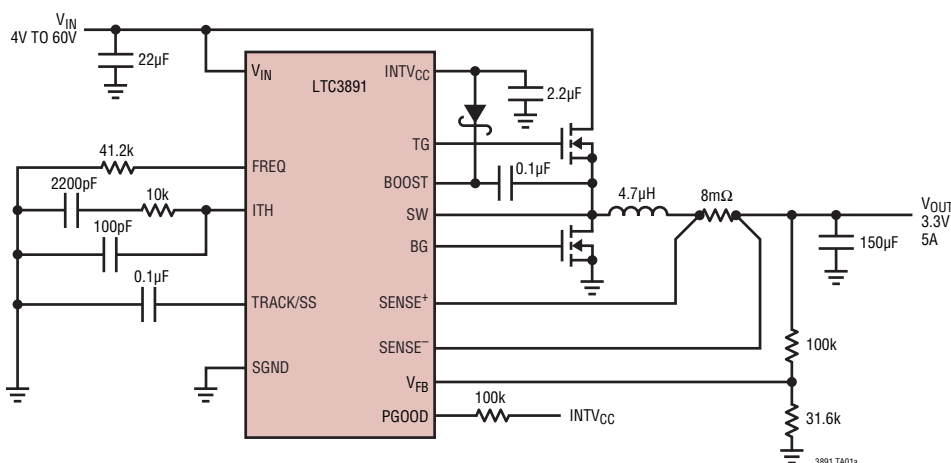 VIN
4V TO 60V
22µF
VIN
LTC3891
INTVCC
2.2µF
TG
41.2k
FREQ
BOOST
0.1µF
2200pF
10k
ITH
SW
4.7µH
8mΩ
VOUT
3.3V
5A
100pF
BG
150µF
0.1µF
TRACK/SS
SENSE+
SENSE–
100k
SGND
VFB
100k
PGOOD
INTVCC
31.6k
3891 TA01a